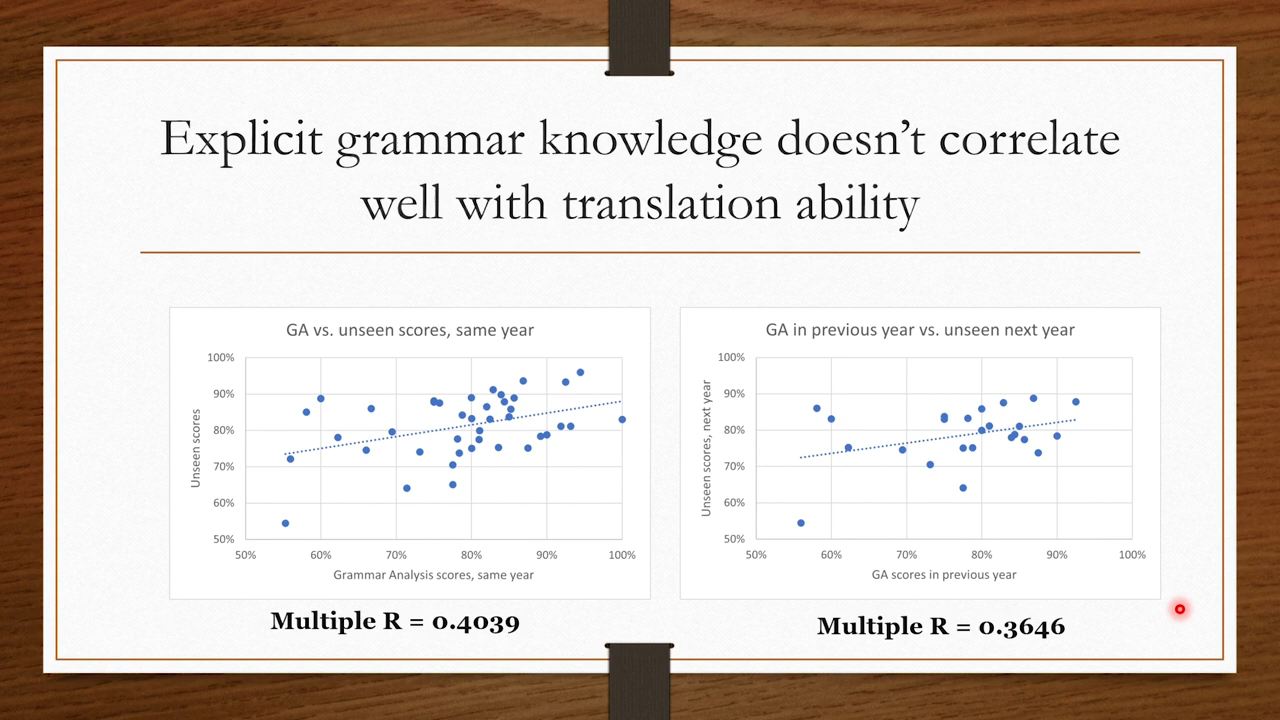 Explicit grammar knowledge doesn’t correlate
well with translation ability
GA vs. unseen scores, same year
100%
90%
80%
70%
60%
50%
Unseen scores
50% 60% 70% 80% 90% 100%
Grammar Analysis scores, same year
Multiple R = 0.4039
GA in previous year vs. unseen next year
100%
90%
80%
70%
60%
50%
Unseen scores, next year
50% 60% 70% 80% 90% 100%
GA scores in previous year
Multiple R = 0.3646